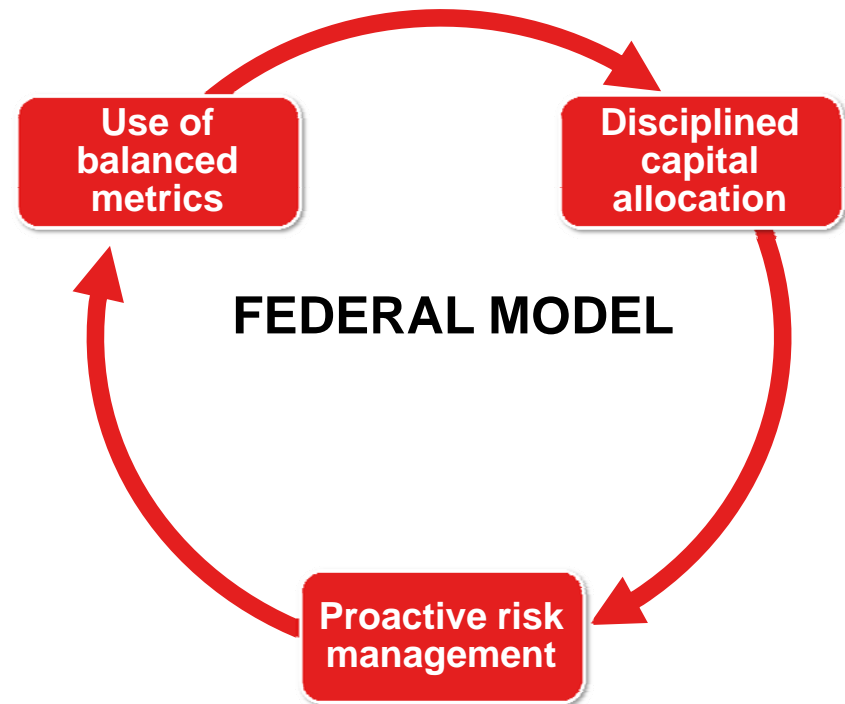 Use of
balanced
metrics
Disciplined
capital
allocation
FEDERAL MODEL
Proactive risk
management